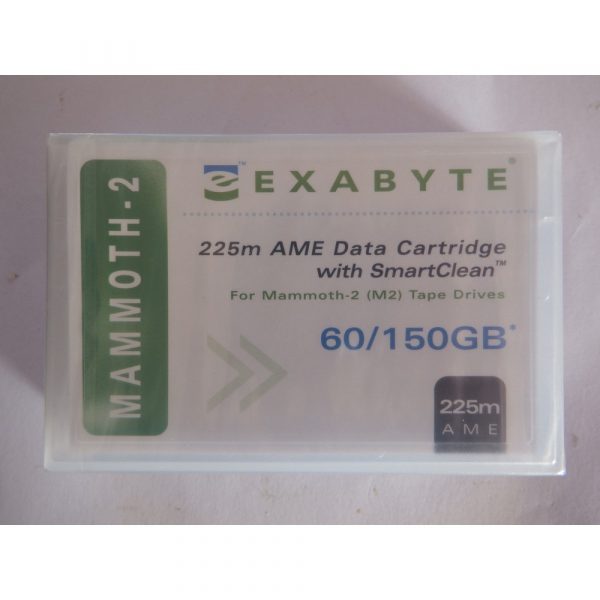 MAMMOTH-2
e™ EXABYTE®
225m AME Data Cartridge
with SmartClean™
For Mammoth-2 (M2) Tape Drives
60/150GB*
225m
AME